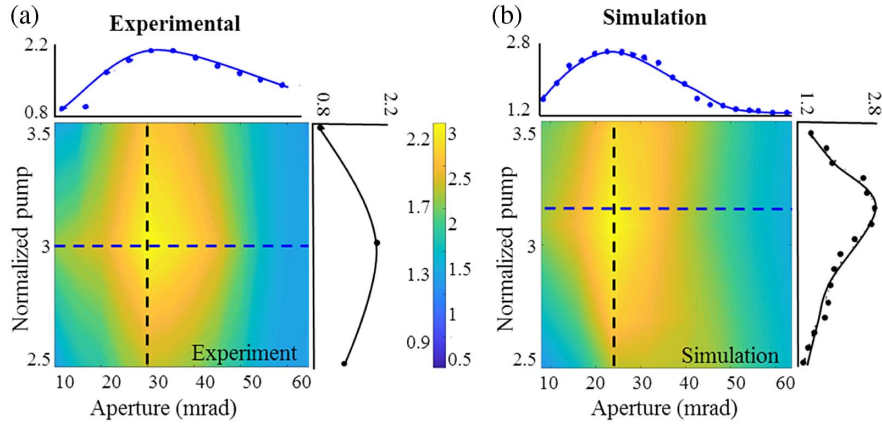 (a)
Experimental
2.2
0.8
0.8
2.2
3.5
3
2.5
Normalized pump
Experiment
10 20 30 40 50 60
Aperture (mrad)
2.2 3
2.5
1.7 2
1.3 1.5
1
0.9 0.5
(b)
Simulation
2.8
1.2
1.2
2.8
3.5
3
2.5
Normalized pump
Simulation
10 20 30 40 50 60
Aperture (mrad)